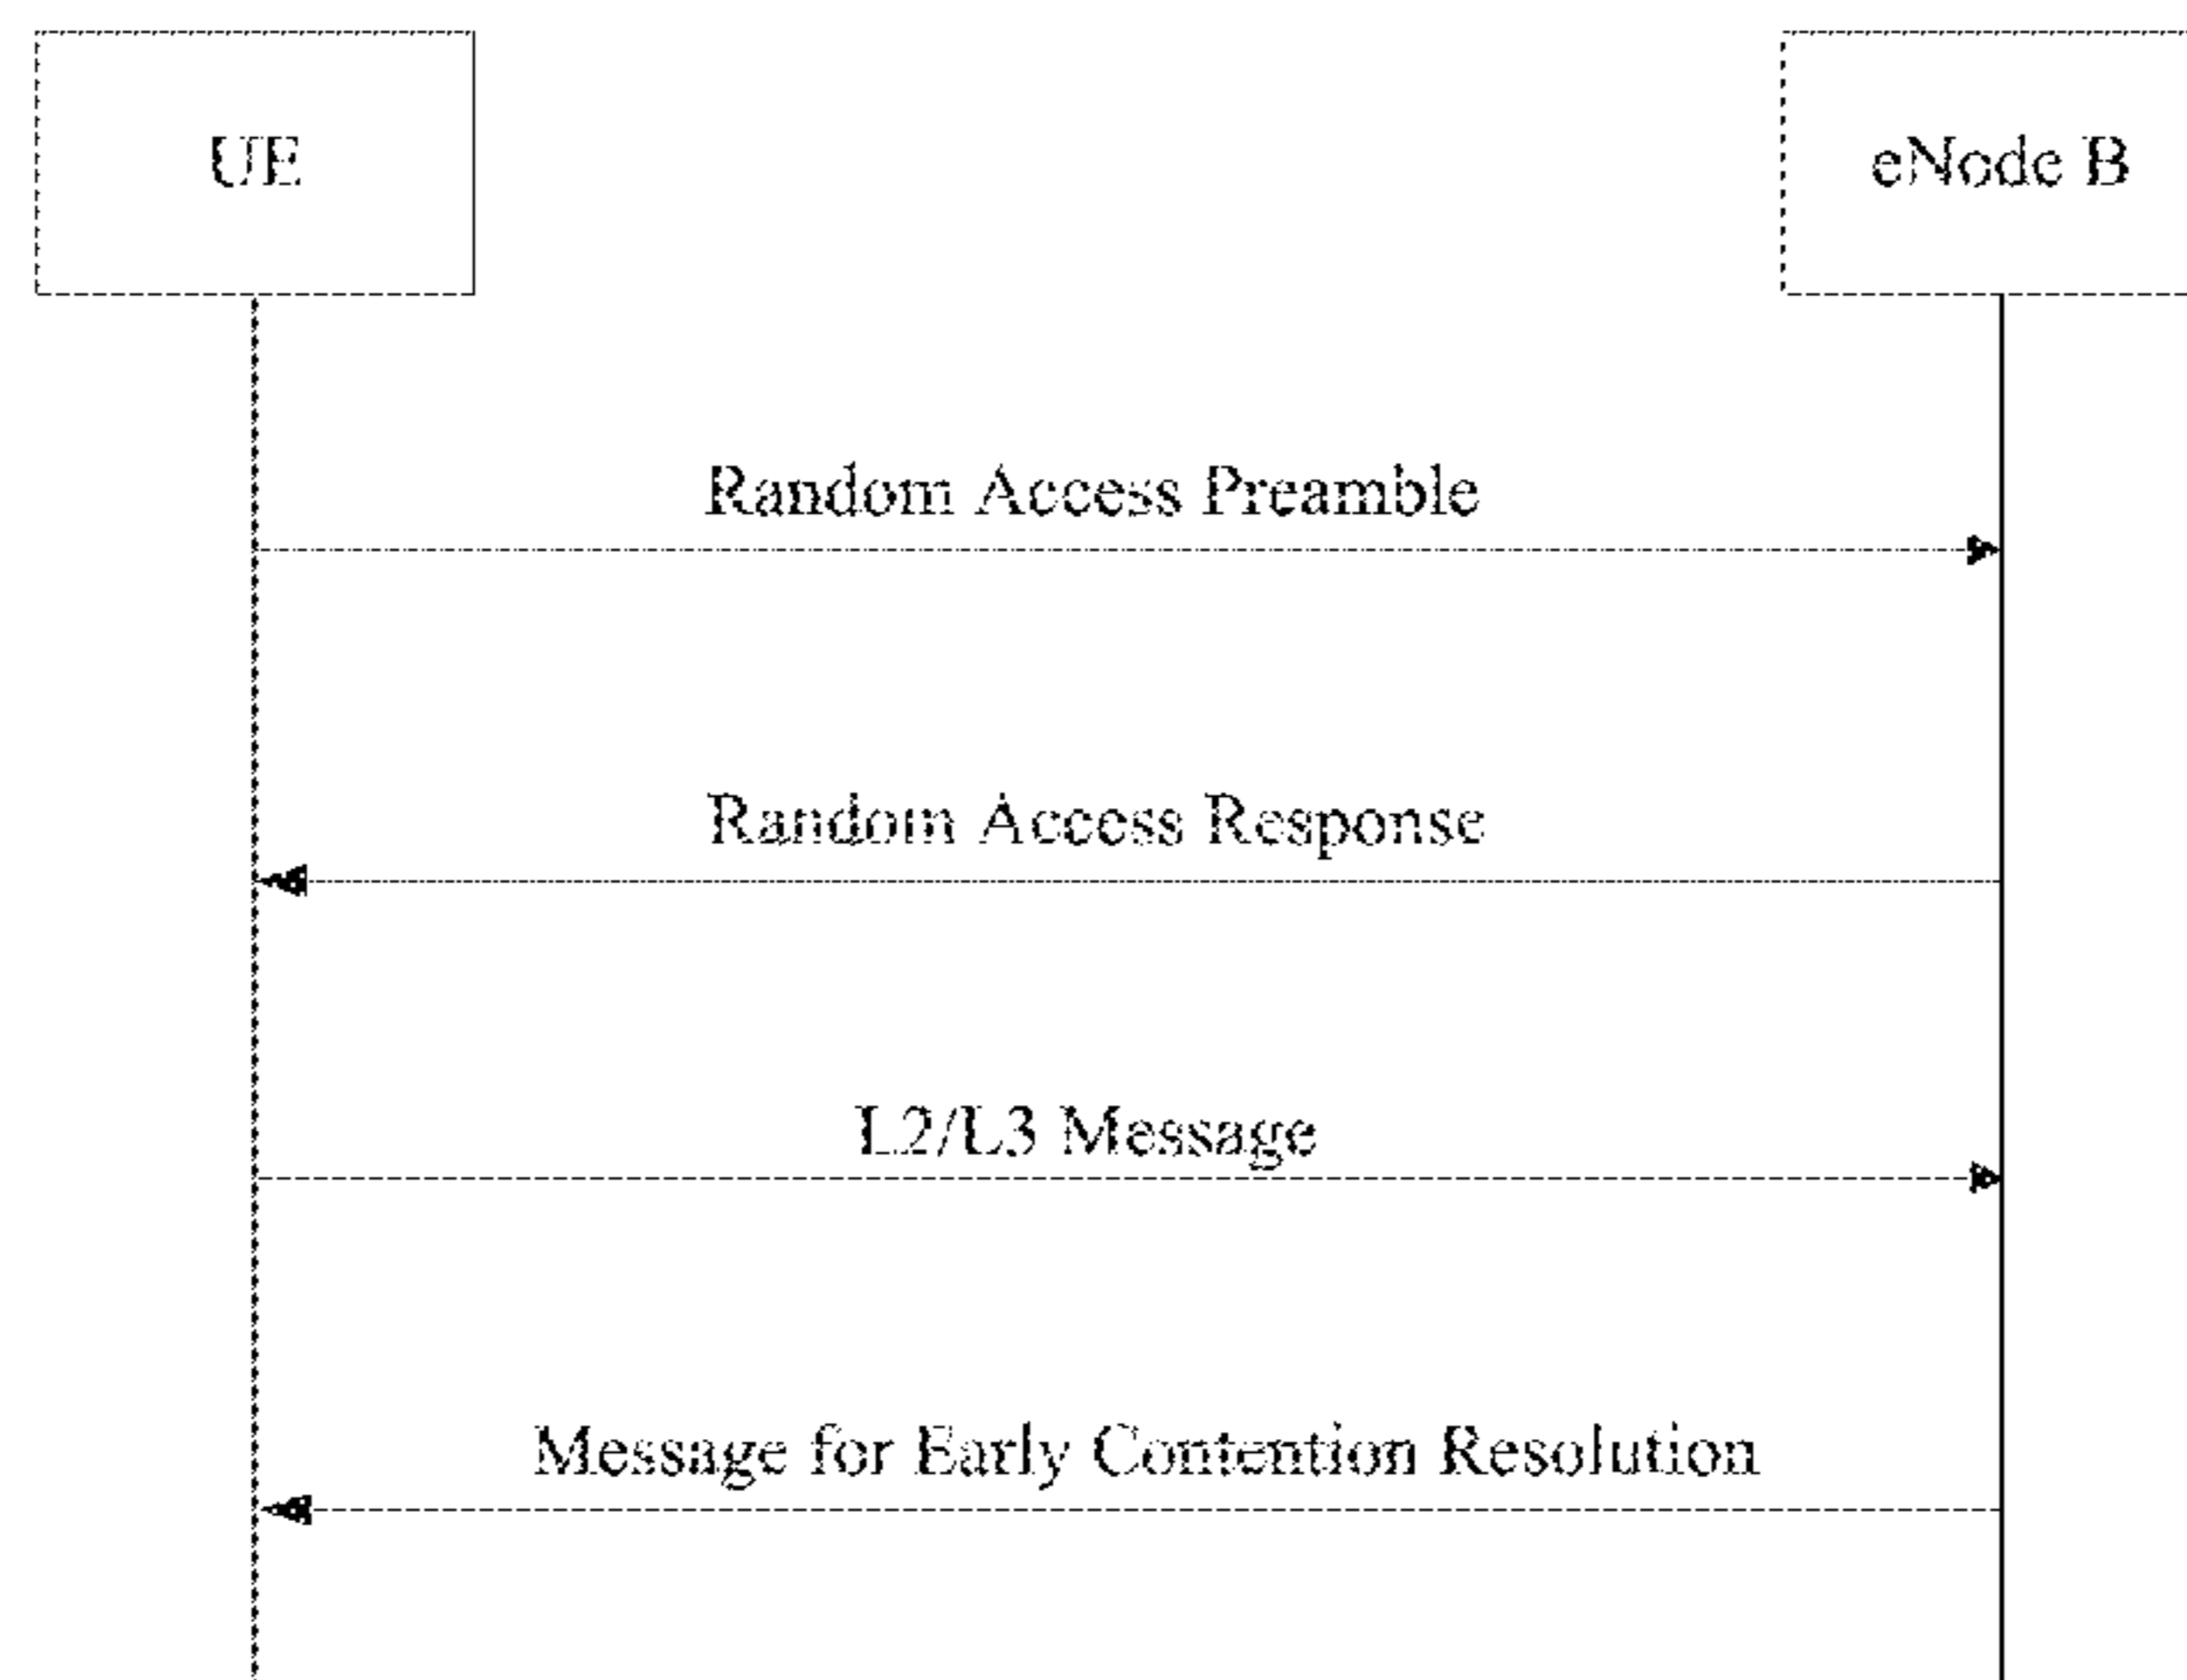 UE
eNode B
Random Access Preamble
Random Access Response
L2/L3 Message
Message for Early Contention Resolution